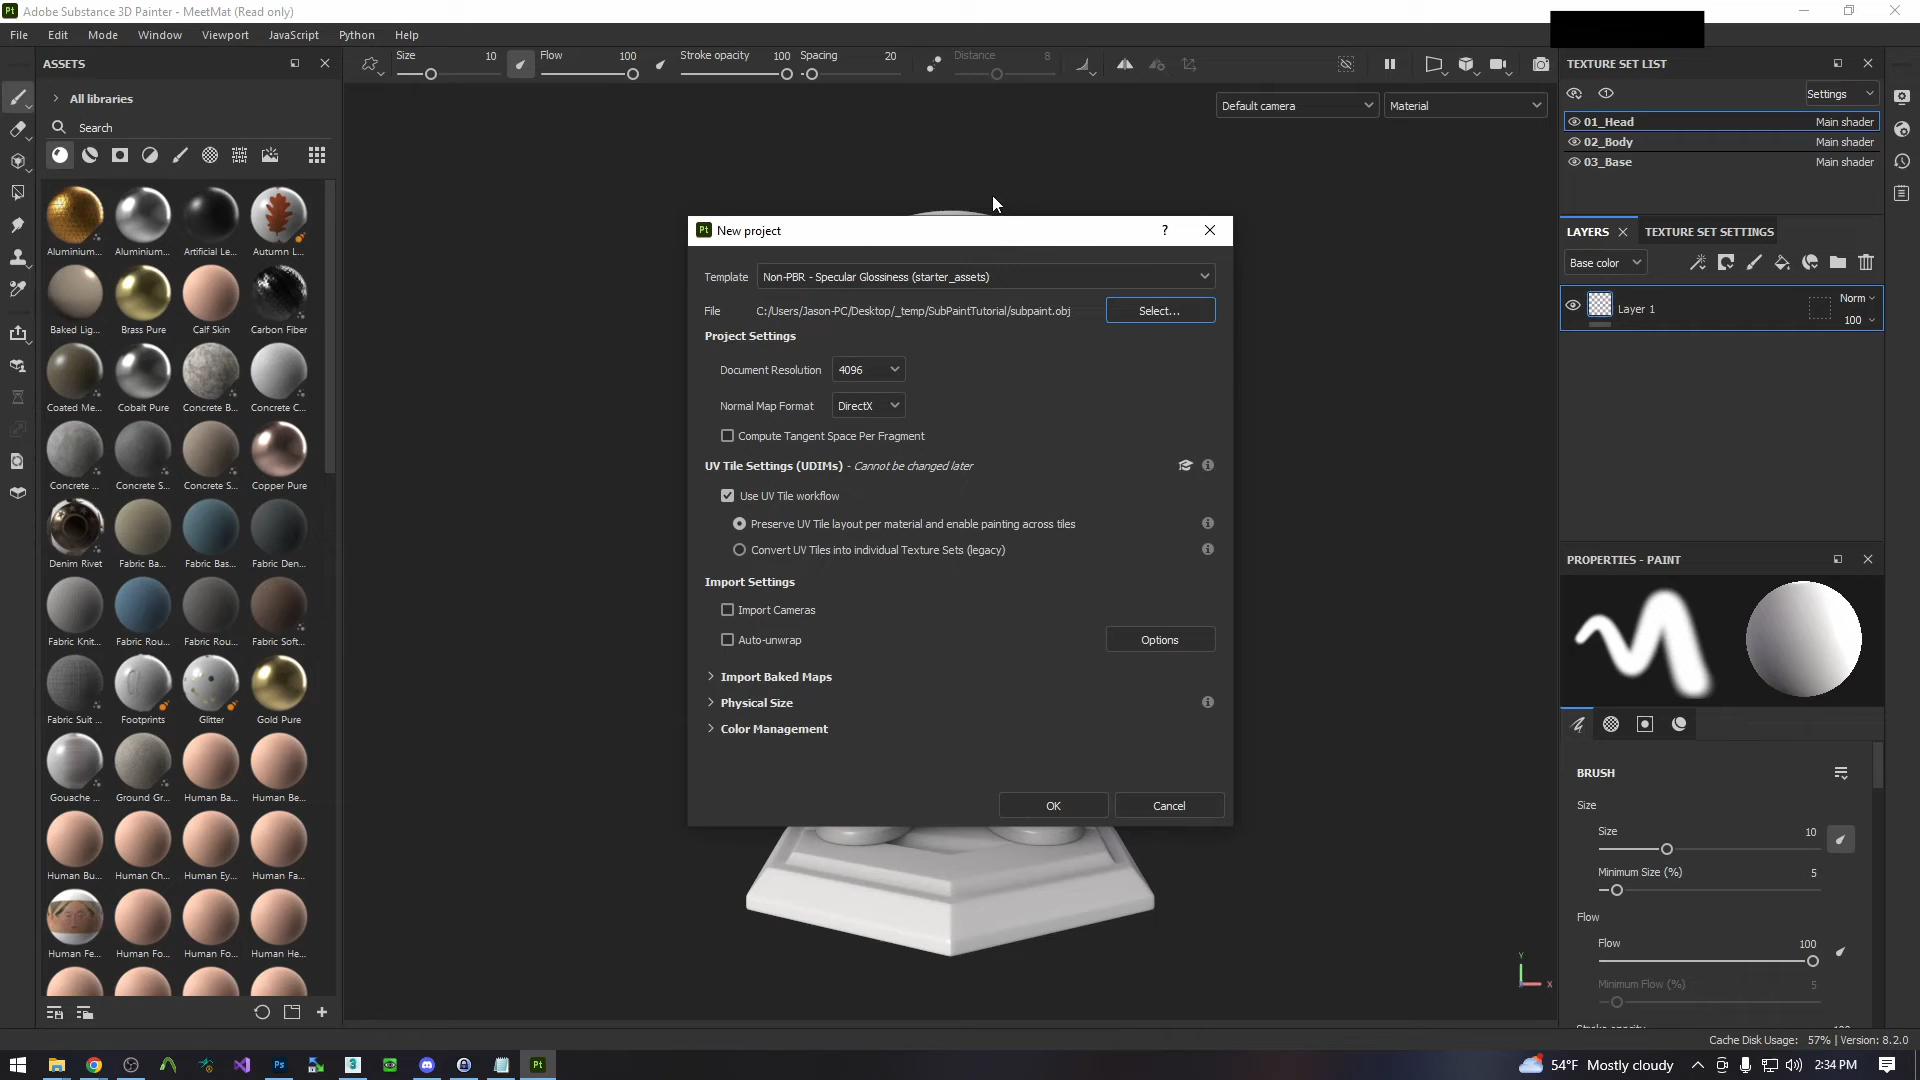 Adobe Substance 3D Painter - MeetMat (Read only)
File Edit Mode Window Viewport JavaScript Python Help
ASSETS
All libraries
Search
Aluminium... Aluminium... Artificial Le... Autumn L...
Baked Lig... Brass Pure Calf Skin Carbon Fiber
Coated Me... Cobalt Pure Concrete B... Concrete C...
Concrete ... Concrete S... Concrete S... Copper Pure
Denim Rivet Fabric Ba... Fabric Bas... Fabric Den...
Fabric Knit... Fabric Rou... Fabric Rou... Fabric Soft...
Fabric Suit ... Footprints Glitter Gold Pure
Gouache ... Ground Gr... Human Ba... Human Be...
Human Bu... Human Ch... Human Ey... Human Fa...
Human Fe... Human Fo... Human Fo... Human He...
Size 10 Flow 100 Stroke opacity 100 Spacing 20 Distance 8
Default camera Material
New project ?
Template Non-PBR - Specular Glossiness (starter_assets)
File C:/Users/Jason-PC/Desktop/_temp/SubPaintTutorial/subpaint.obj Select...
Project Settings
Document Resolution 4096
Normal Map Format DirectX
Compute Tangent Space Per Fragment
UV Tile Settings (UDIMs) - Cannot be changed later
Use UV Tile workflow
Preserve UV Tile layout per material and enable painting across tiles
Convert UV Tiles into individual Texture Sets (legacy)
Import Settings
Import Cameras
Auto-unwrap Options
Import Baked Maps
Physical Size
Color Management
OK Cancel
Y
X
TEXTURE SET LIST
Settings
01_Head Main shader
02_Body Main shader
03_Base Main shader
LAYERS TEXTURE SET SETTINGS
Base color
Layer 1 Norm
100
PROPERTIES - PAINT
BRUSH
Size
Size 10
Minimum Size (%) 5
Flow
Flow 100
Minimum Flow (%) 5
Cache Disk Usage: 57% | Version: 8.2.0
54°F Mostly cloudy 2:34 PM